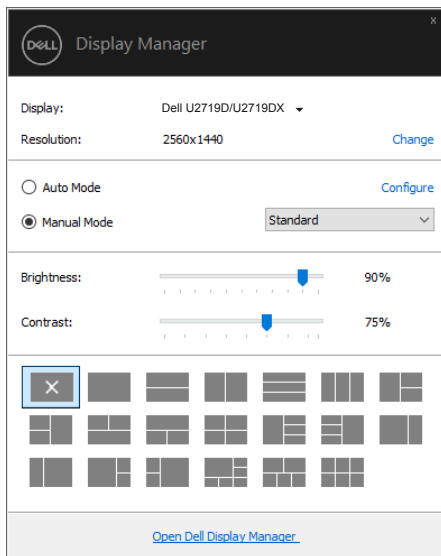 x
DELL Display Manager
Display: Dell U2719D/U2719DX
Resolution: 2560x1440 Change
Auto Mode Configure
Manual Mode Standard
Brightness: 90%
Contrast: 75%
Open Dell Display Manager